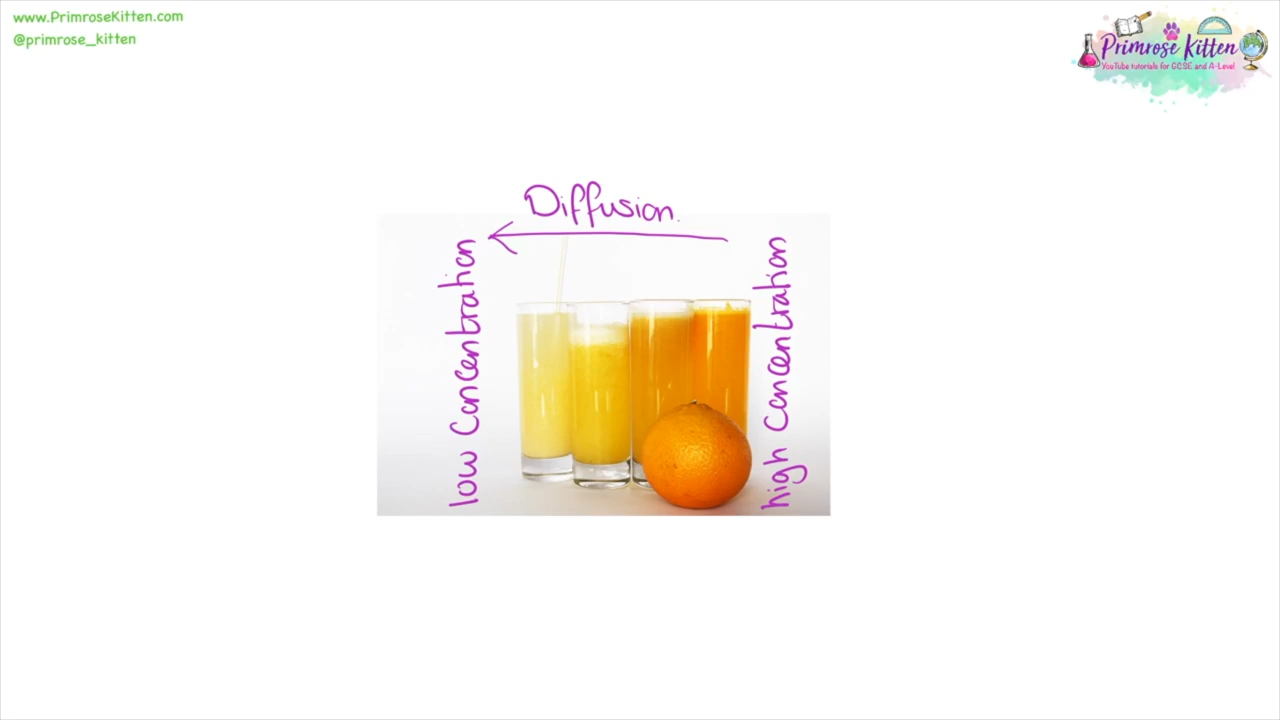 www.PrimroseKitten.com
@primrose_kitten
Primrose Kitten
YouTube tutorials for GCSE and A-Level
Diffusion.
low concentration
high concentration